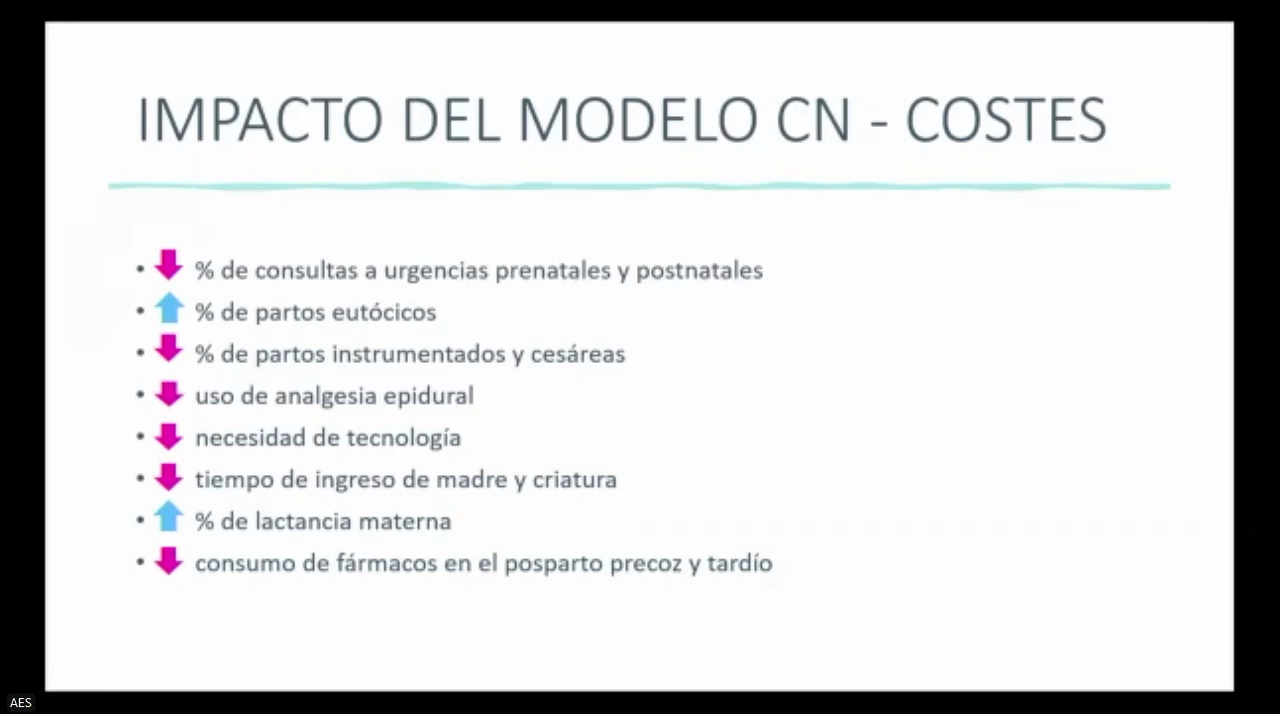 IMPACTO DEL MODELO CN - COSTES
• % de consultas a urgencias prenatales y postnatales
• % de partos eutócicos
• % de partos instrumentados y cesáreas
• uso de analgesia epidural
• necesidad de tecnología
• tiempo de ingreso de madre y criatura
• % de lactancia materna
• consumo de fármacos en el posparto precoz y tardío
AES